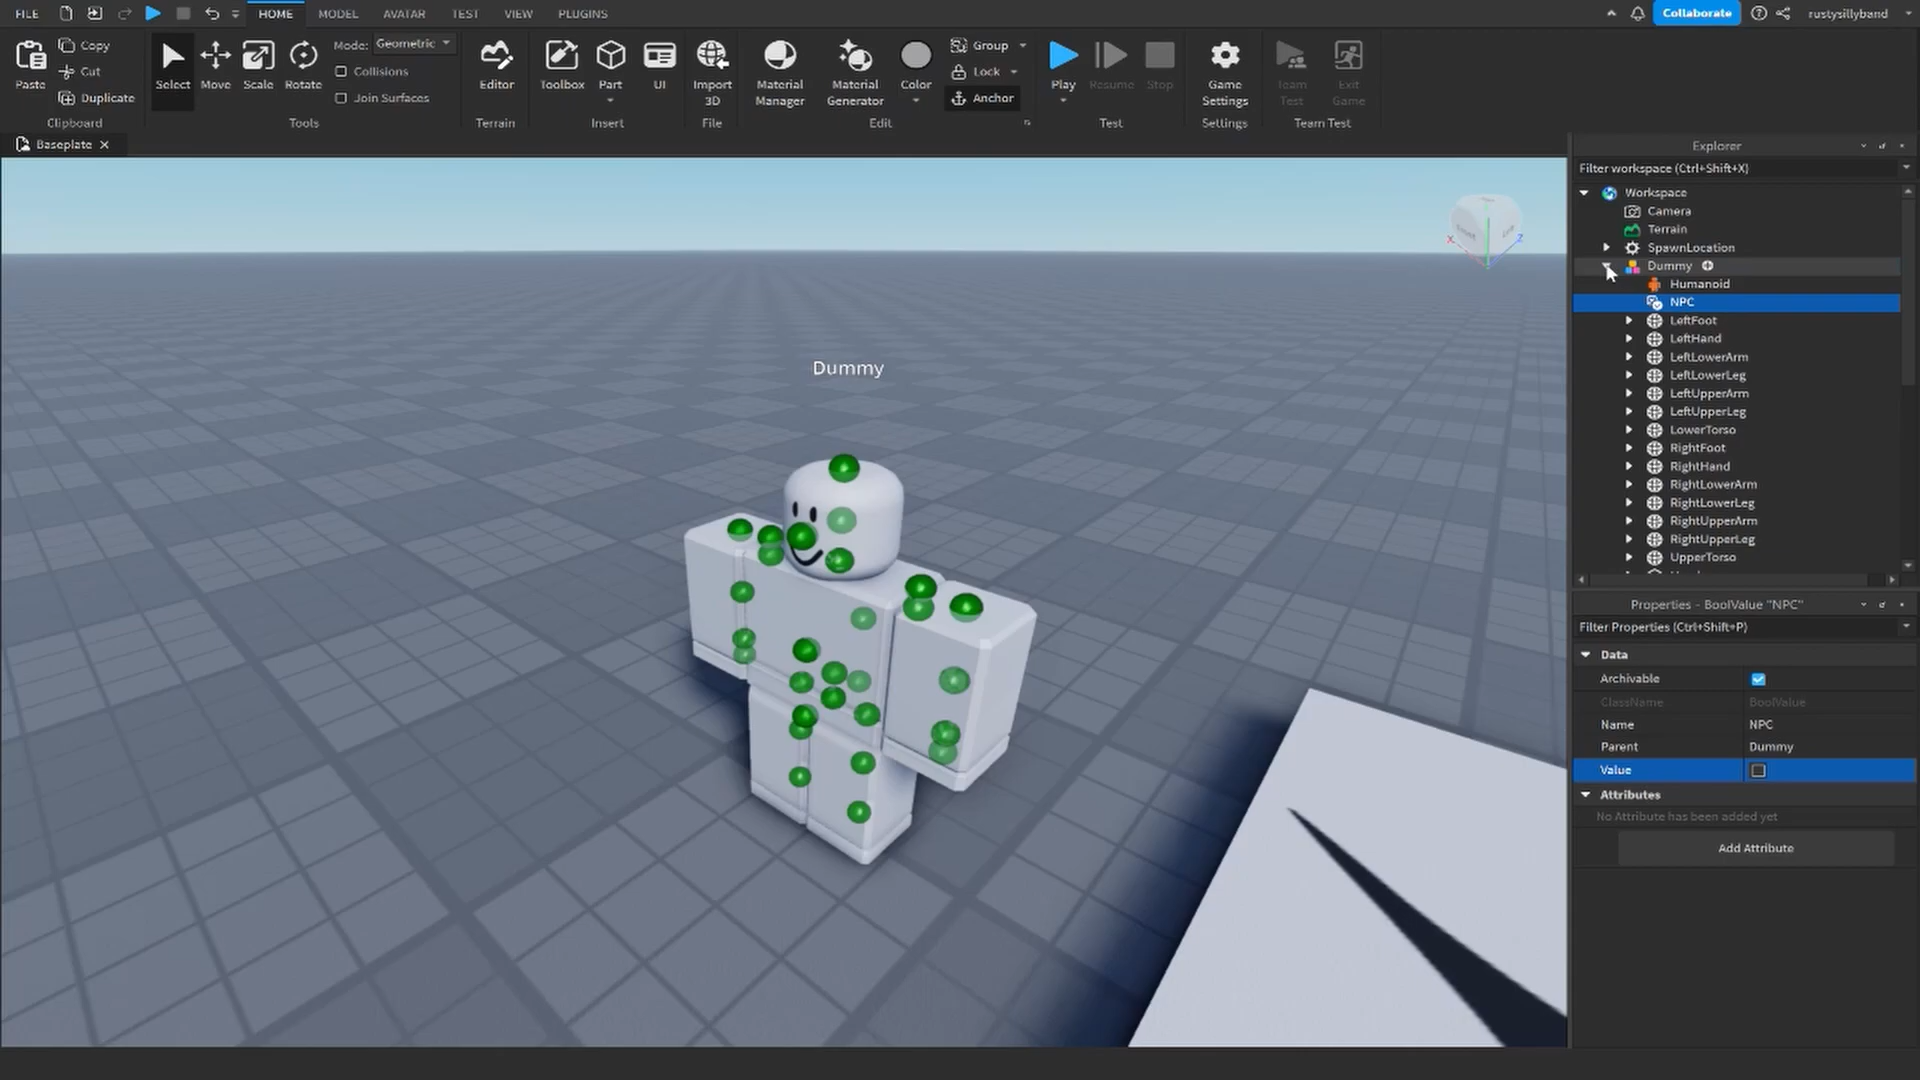 FILE HOME MODEL AVATAR TEST VIEW PLUGINS Collaborate rustysillyband
Paste Copy Cut Duplicate Clipboard
Select Move Scale Rotate Mode: Geometric Collisions Join Surfaces Tools
Editor Terrain
Toolbox Part UI Insert
Import 3D File
Material Manager Material Generator Color Group Lock Anchor Edit
Play Resume Stop Test
Game Settings Settings
Team Test Exit Game Team Test
Baseplate
Dummy
Explorer
Filter workspace (Ctrl+Shift+X)
Workspace
Camera
Terrain
SpawnLocation
Dummy
Humanoid
NPC
LeftFoot
LeftHand
LeftLowerArm
LeftLowerLeg
LeftUpperArm
LeftUpperLeg
LowerTorso
RightFoot
RightHand
RightLowerArm
RightLowerLeg
RightUpperArm
RightUpperLeg
UpperTorso
Properties - BoolValue "NPC"
Filter Properties (Ctrl+Shift+P)
Data
Archivable
ClassName BoolValue
Name NPC
Parent Dummy
Value
Attributes
No Attribute has been added yet
Add Attribute